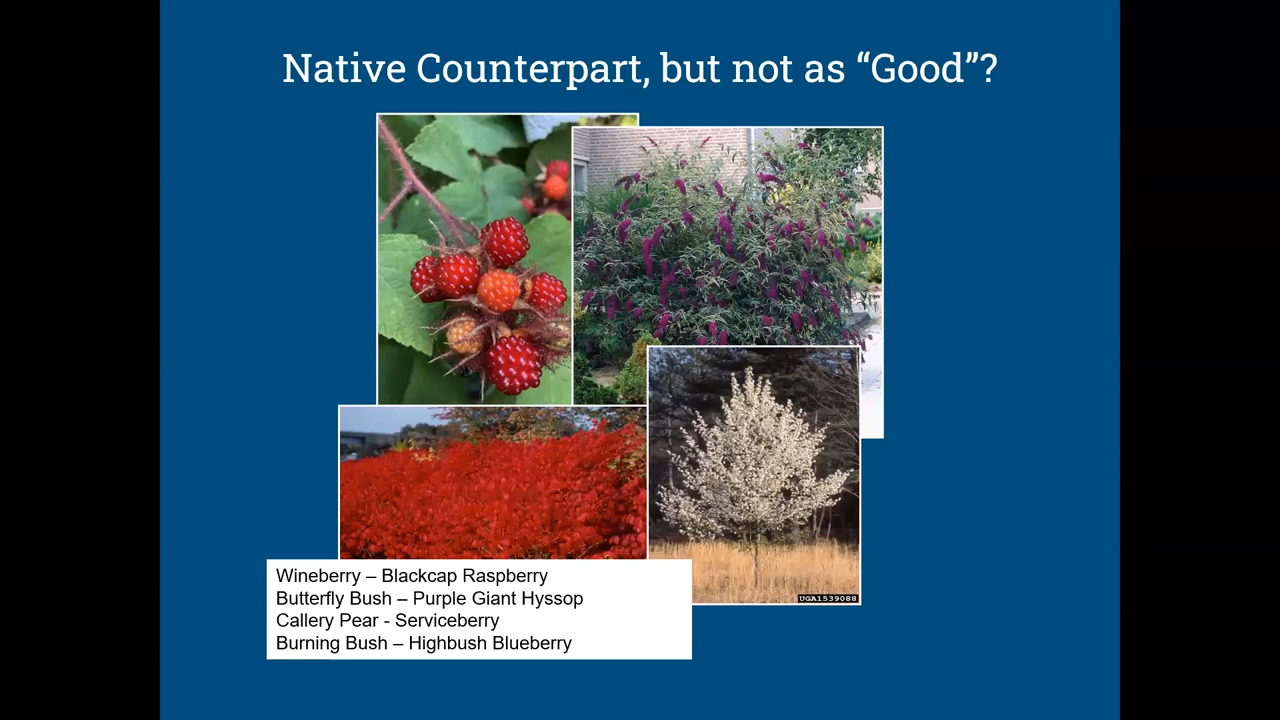 Native Counterpart, but not as “Good”?
UGA1539088
Wineberry – Blackcap Raspberry
Butterfly Bush – Purple Giant Hyssop
Callery Pear - Serviceberry
Burning Bush – Highbush Blueberry